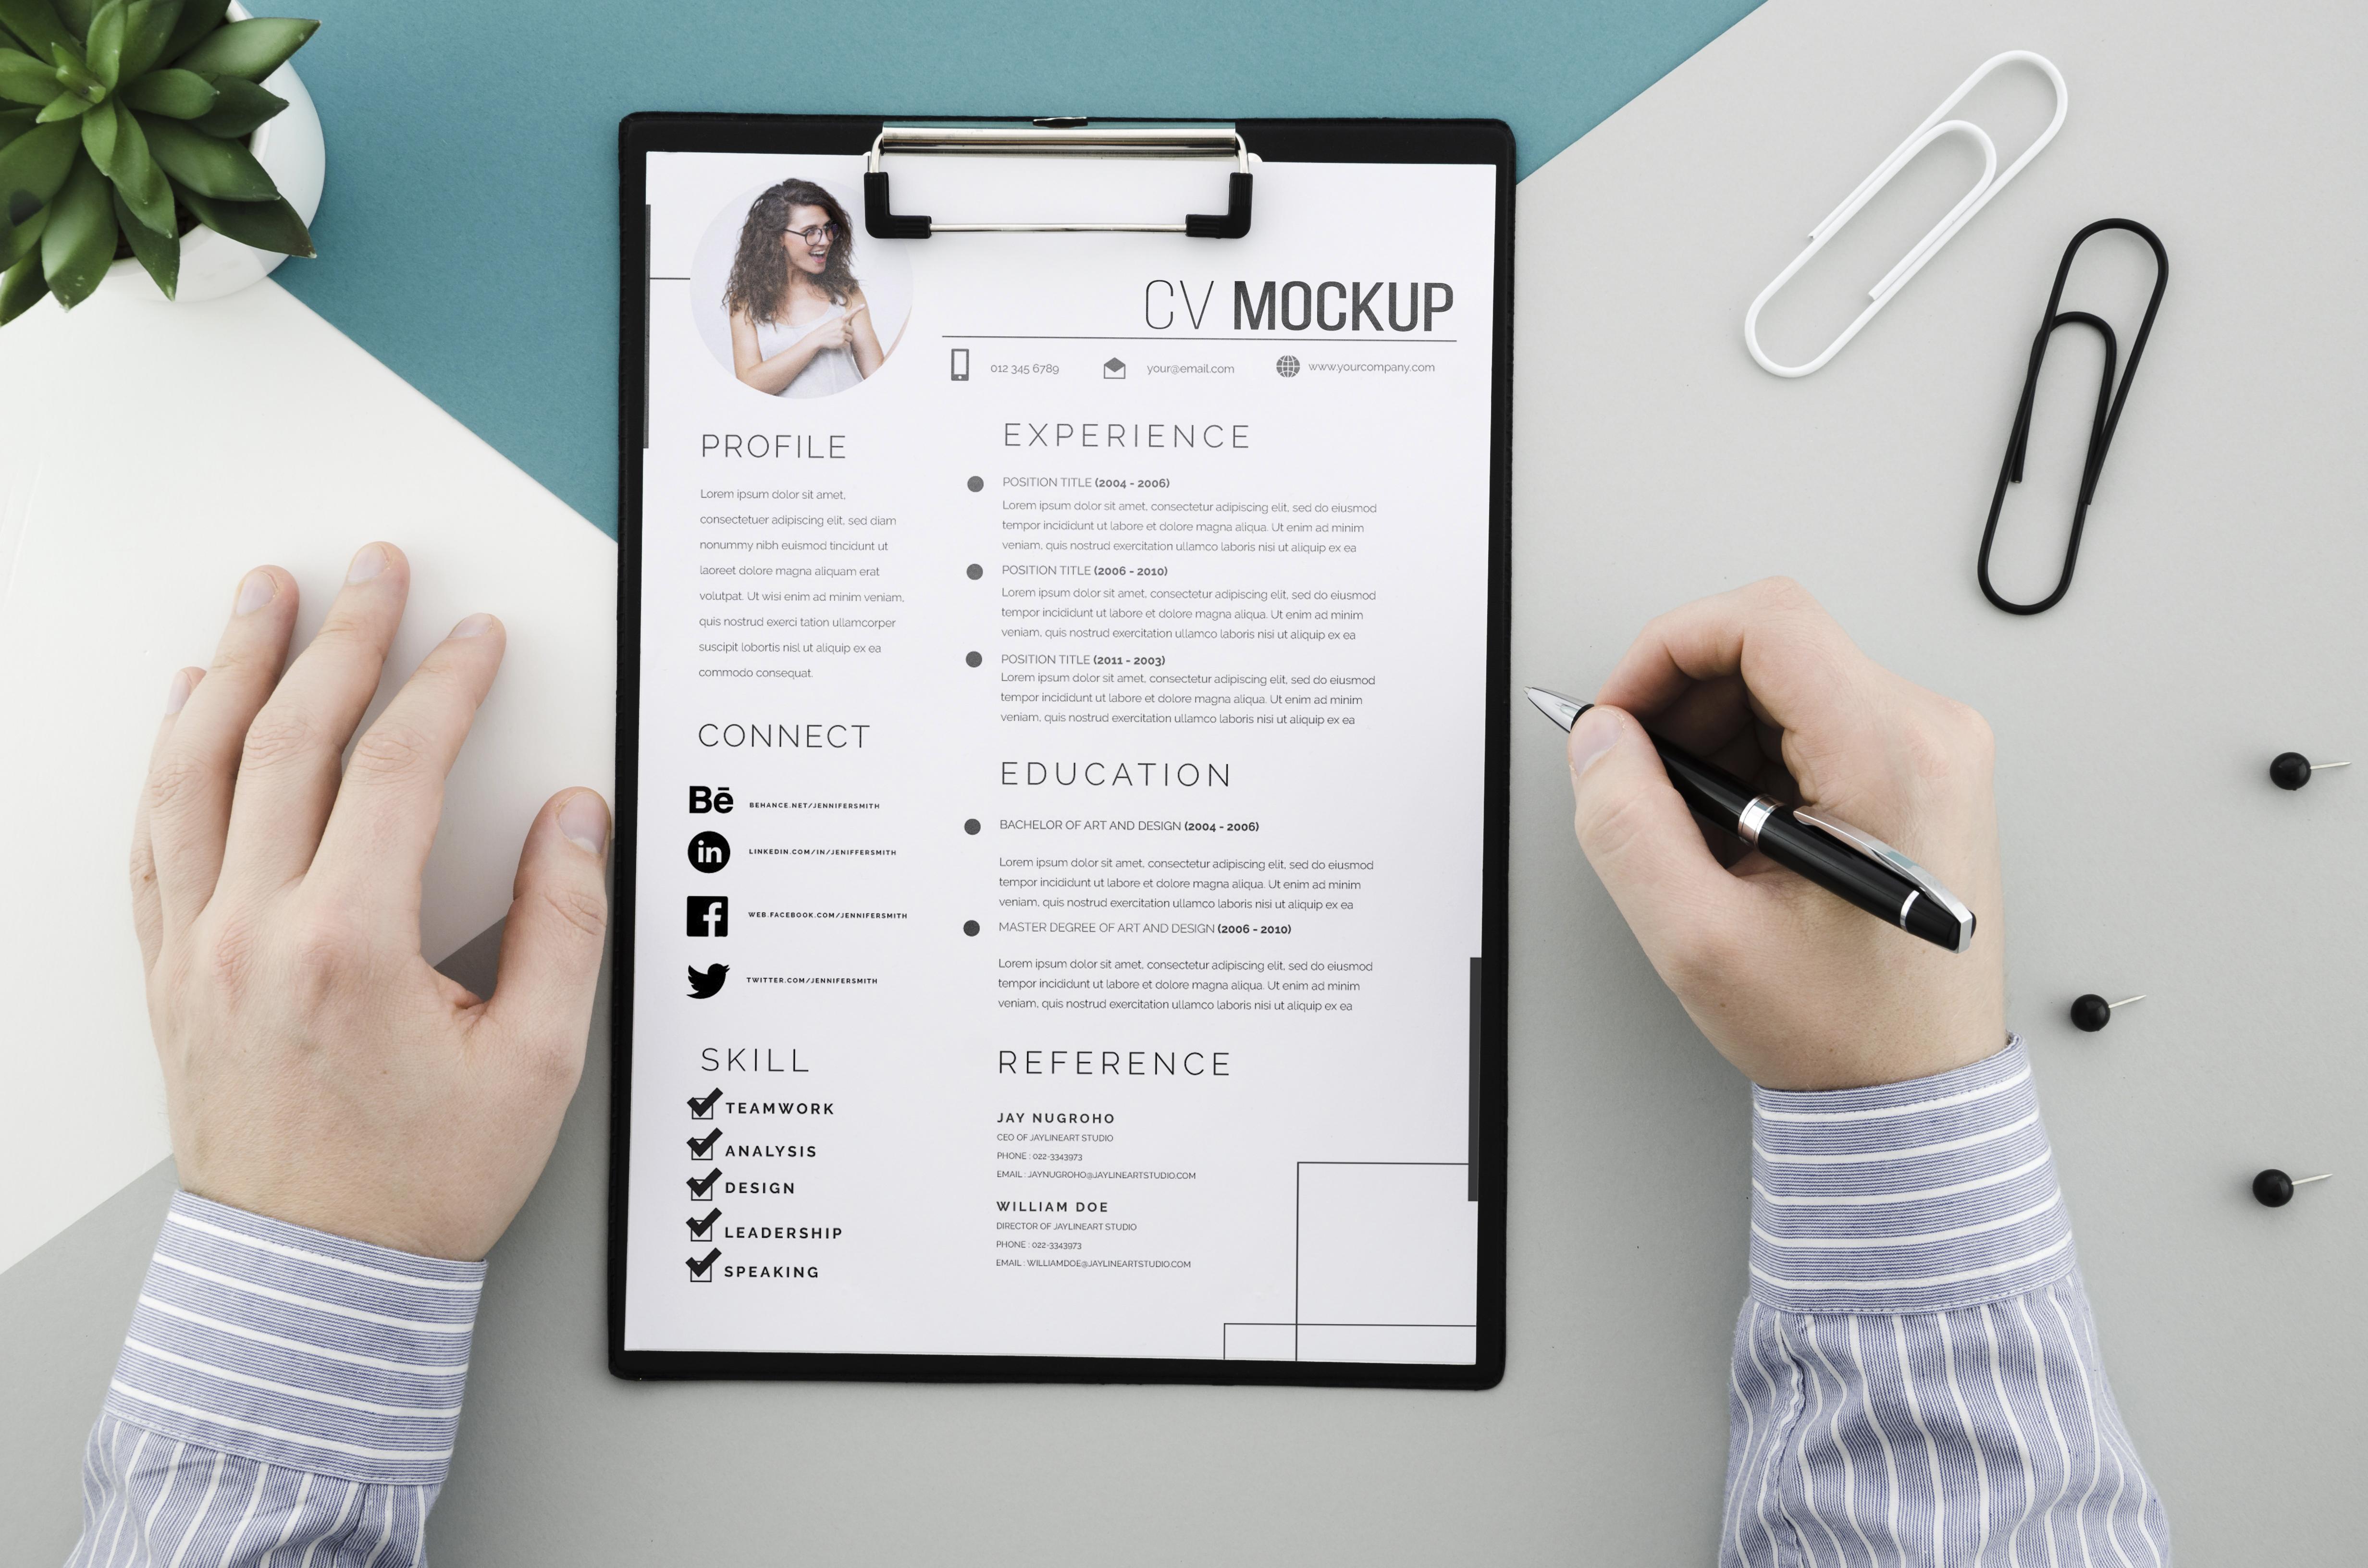 CV MOCKUP
012 345 6789 your@email.com www.yourcompany.com
PROFILE
Lorem ipsum dolor sit amet,
consectetuer adipiscing elit, sed diam
nonummy nibh euismod tincidunt ut
laoreet dolore magna aliquam erat
volutpat. Ut wisi enim ad minim veniam,
quis nostrud exerci tation ullamcorper
suscipit lobortis nisl ut aliquip ex ea
commodo consequat.
CONNECT
Bē BEHANCE.NET/JENNIFERSMITH
in LINKEDIN.COM/IN/JENIFFERSMITH
f WEB.FACEBOOK.COM/JENNIFERSMITH
TWITTER.COM/JENNIFERSMITH
SKILL
TEAMWORK
ANALYSIS
DESIGN
LEADERSHIP
SPEAKING
EXPERIENCE
POSITION TITLE (2004 - 2006)
Lorem ipsum dolor sit amet, consectetur adipiscing elit, sed do eiusmod
tempor incididunt ut labore et dolore magna aliqua. Ut enim ad minim
veniam, quis nostrud exercitation ullamco laboris nisi ut aliquip ex ea
POSITION TITLE (2006 - 2010)
Lorem ipsum dolor sit amet, consectetur adipiscing elit, sed do eiusmod
tempor incididunt ut labore et dolore magna aliqua. Ut enim ad minim
veniam, quis nostrud exercitation ullamco laboris nisi ut aliquip ex ea
POSITION TITLE (2011 - 2003)
Lorem ipsum dolor sit amet, consectetur adipiscing elit, sed do eiusmod
tempor incididunt ut labore et dolore magna aliqua. Ut enim ad minim
veniam, quis nostrud exercitation ullamco laboris nisi ut aliquip ex ea
EDUCATION
BACHELOR OF ART AND DESIGN (2004 - 2006)
Lorem ipsum dolor sit amet, consectetur adipiscing elit, sed do eiusmod
tempor incididunt ut labore et dolore magna aliqua. Ut enim ad minim
veniam, quis nostrud exercitation ullamco laboris nisi ut aliquip ex ea
MASTER DEGREE OF ART AND DESIGN (2006 - 2010)
Lorem ipsum dolor sit amet, consectetur adipiscing elit, sed do eiusmod
tempor incididunt ut labore et dolore magna aliqua. Ut enim ad minim
veniam, quis nostrud exercitation ullamco laboris nisi ut aliquip ex ea
REFERENCE
JAY NUGROHO
CEO OF JAYLINEART STUDIO
PHONE : 022-3343973
EMAIL : JAYNUGROHO@JAYLINEARTSTUDIO.COM
WILLIAM DOE
DIRECTOR OF JAYLINEART STUDIO
PHONE : 022-3343973
EMAIL : WILLIAMDOE@JAYLINEARTSTUDIO.COM